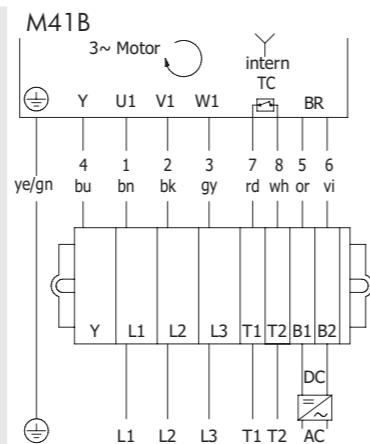 M41B
3~ Motor
intern
TC
Y U1 V1 W1 BR
4 1 2 3 7 8 5 6
ye/gn bu bn bk gy rd wh or vi
Y L1 L2 L3 T1 T2 B1 B2
DC
= ~
L1 L2 L3 T1 T2 AC